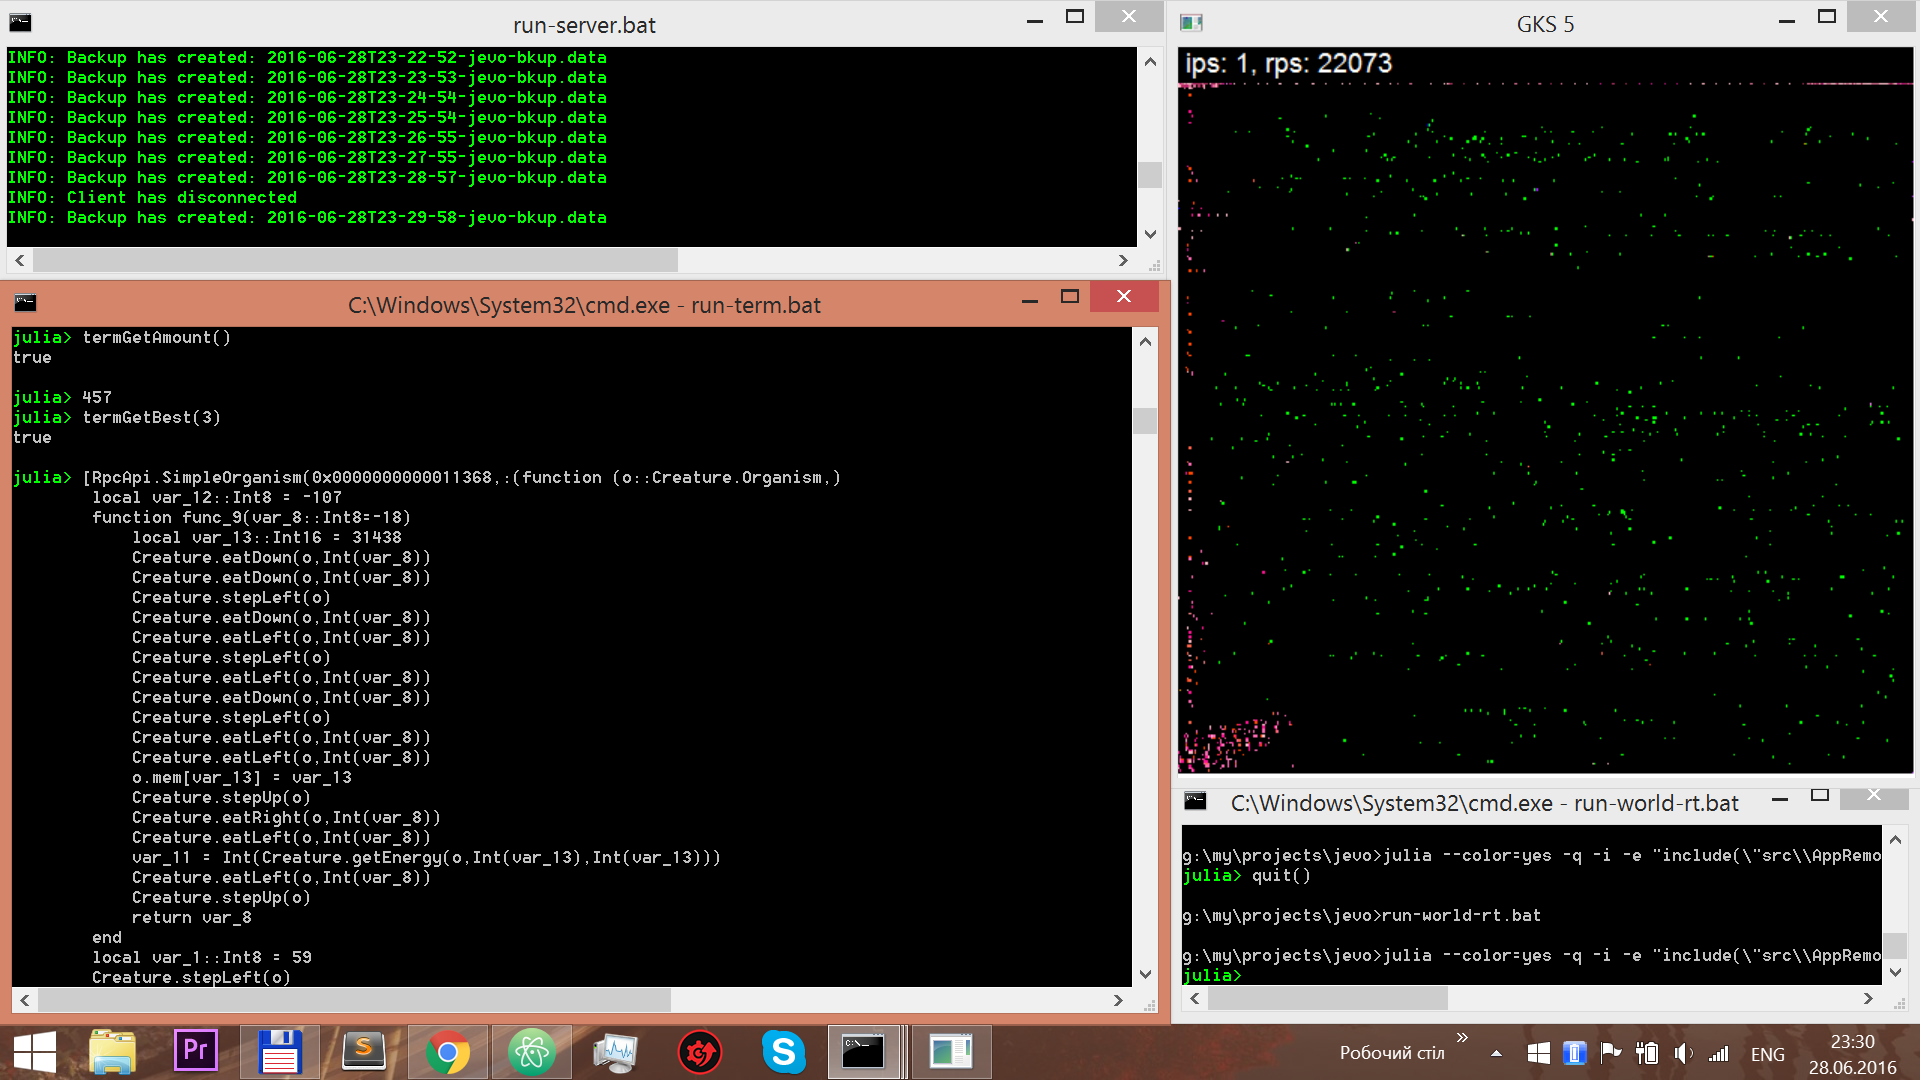 run-server.bat
INFO: Backup has created: 2016-06-28T23-22-52-jevo-bkup.data
INFO: Backup has created: 2016-06-28T23-23-53-jevo-bkup.data
INFO: Backup has created: 2016-06-28T23-24-54-jevo-bkup.data
INFO: Backup has created: 2016-06-28T23-25-54-jevo-bkup.data
INFO: Backup has created: 2016-06-28T23-26-55-jevo-bkup.data
INFO: Backup has created: 2016-06-28T23-27-55-jevo-bkup.data
INFO: Backup has created: 2016-06-28T23-28-57-jevo-bkup.data
INFO: Client has disconnected
INFO: Backup has created: 2016-06-28T23-29-58-jevo-bkup.data
C:\Windows\System32\cmd.exe - run-term.bat
julia> termGetAmount()
true
julia> 457
julia> termGetBest(3)
true
julia> [RpcApi.SimpleOrganism(0x0000000000011368,:(function (o::Creature.Organism,)
local var_12::Int8 = -107
function func_9(var_8::Int8=-18)
local var_13::Int16 = 31438
Creature.eatDown(o,Int(var_8))
Creature.eatDown(o,Int(var_8))
Creature.stepLeft(o)
Creature.eatDown(o,Int(var_8))
Creature.eatLeft(o,Int(var_8))
Creature.stepLeft(o)
Creature.eatLeft(o,Int(var_8))
Creature.eatDown(o,Int(var_8))
Creature.stepLeft(o)
Creature.eatLeft(o,Int(var_8))
Creature.eatLeft(o,Int(var_8))
o.mem[var_13] = var_13
Creature.stepUp(o)
Creature.eatRight(o,Int(var_8))
Creature.eatLeft(o,Int(var_8))
var_11 = Int(Creature.getEnergy(o,Int(var_13),Int(var_13)))
Creature.eatLeft(o,Int(var_8))
Creature.stepUp(o)
return var_8
end
local var_1::Int8 = 59
Creature.stepLeft(o)
GKS 5
ips: 1, rps: 22073
C:\Windows\System32\cmd.exe - run-world-rt.bat
g:\my\projects\jevo>julia --color=yes -q -i -e "include(\"src\\AppRemo
julia> quit()
g:\my\projects\jevo>run-world-rt.bat
g:\my\projects\jevo>julia --color=yes -q -i -e "include(\"src\\AppRemo
julia>
Pr
S
S
C:\_
Робочий стіл
»
ENG
23:30
28.06.2016